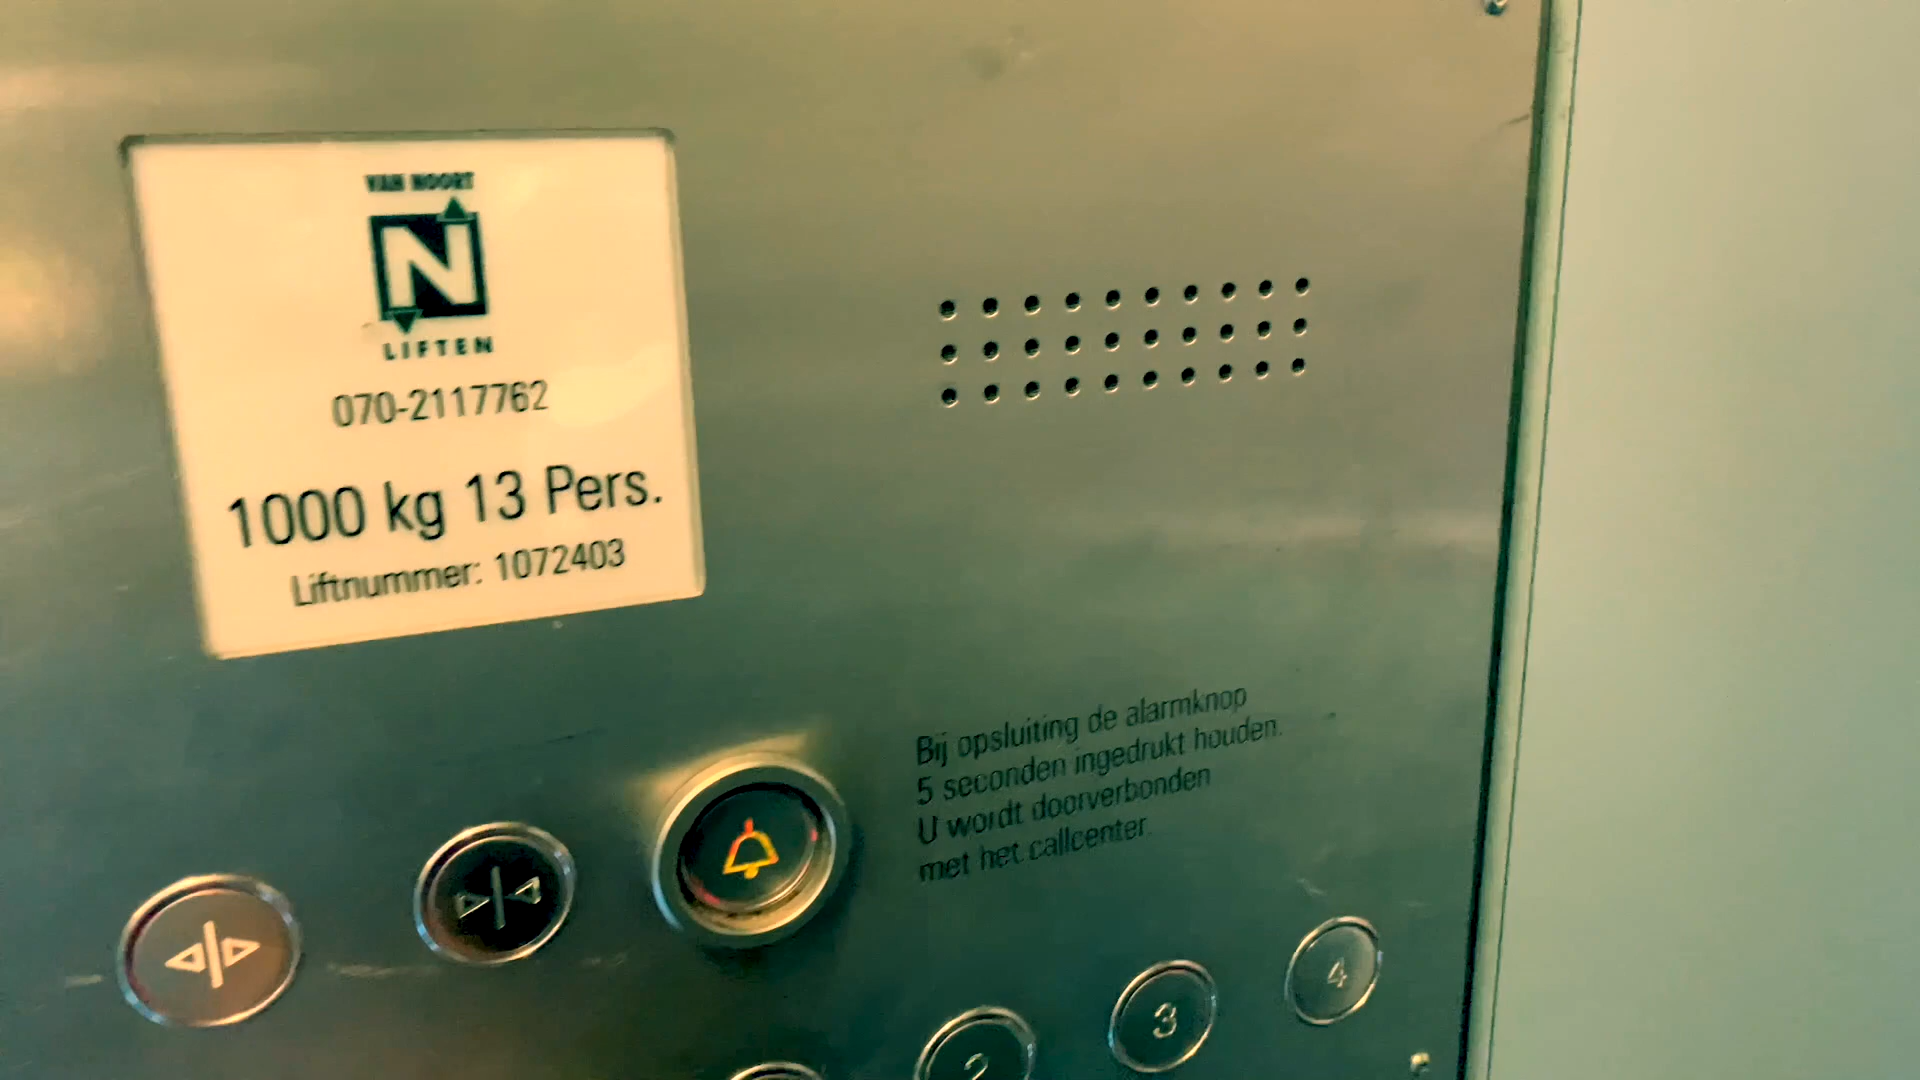 VAN NOORT
N
LIFTEN
070-2117762
1000 kg 13 Pers.
Liftnummer: 1072403
Bij opsluiting de alarmknop
5 seconden ingedrukt houden.
U wordt doorverbonden
met het callcenter.
2
3
4